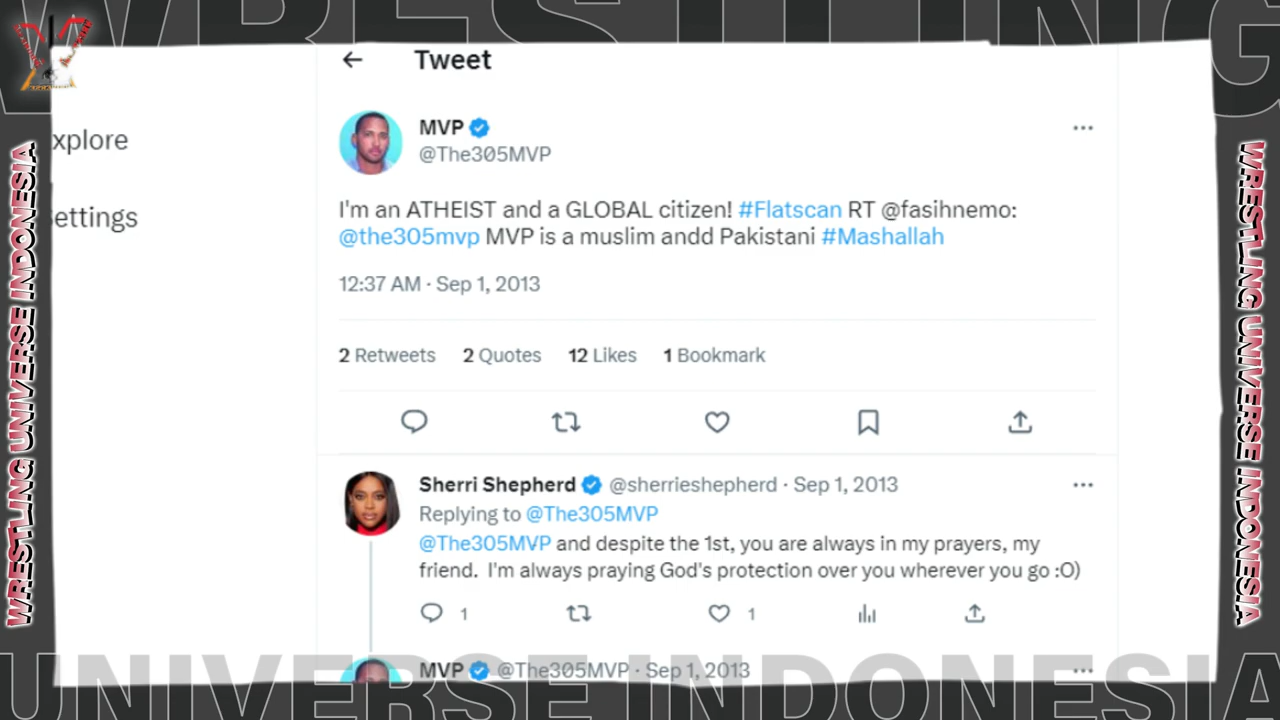 WRESTLING
Tweet
MVP
@The305MVP
xplore
ettings
I'm an ATHEIST and a GLOBAL citizen! #Flatscan RT @fasihnemo:
@the305mvp MVP is a muslim andd Pakistani #Mashallah
12:37 AM · Sep 1, 2013
2 Retweets 2 Quotes 12 Likes 1 Bookmark
Sherri Shepherd @sherrieshepherd · Sep 1, 2013
Replying to @The305MVP
@The305MVP and despite the 1st, you are always in my prayers, my
friend. I'm always praying God's protection over you wherever you go :O)
1 1
MVP @The305MVP · Sep 1, 2013
WRESTLING UNIVERSE INDONESIA
WRESTLING UNIVERSE INDONESIA
UNIVERSE INDONESIA